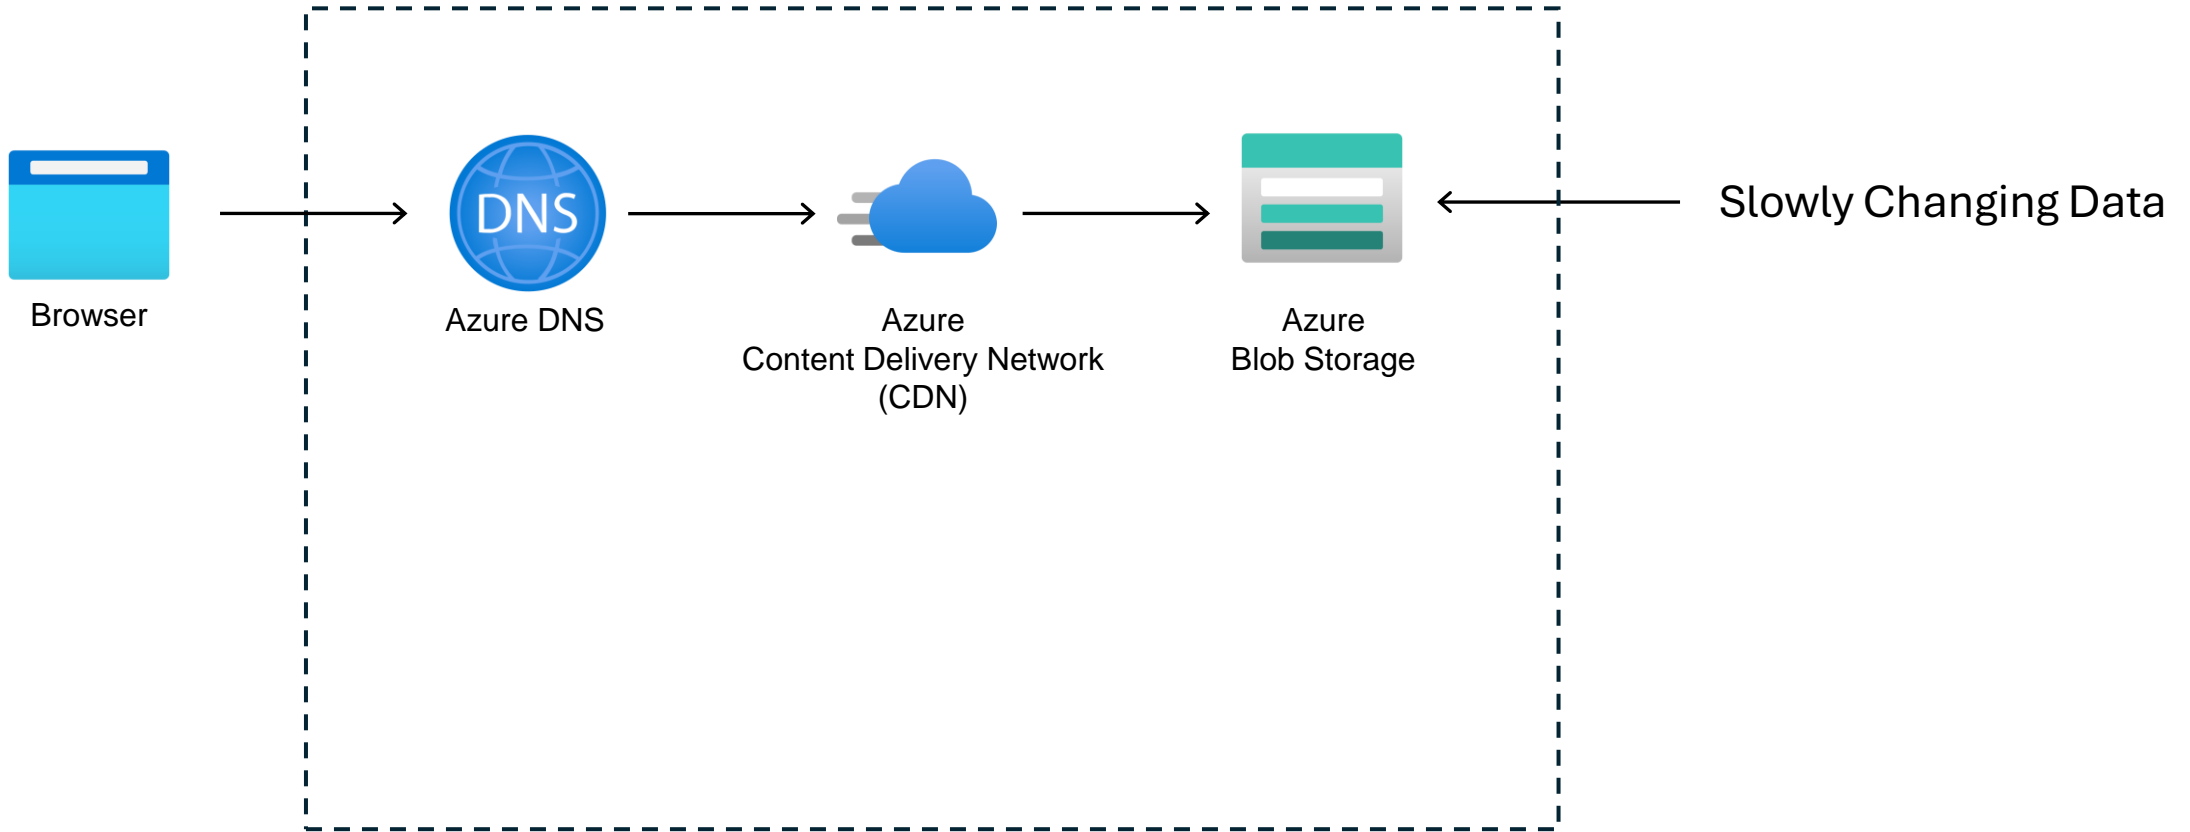 Browser
DNS
Azure DNS
Azure
Content Delivery Network
(CDN)
Azure
Blob Storage
Slowly Changing Data